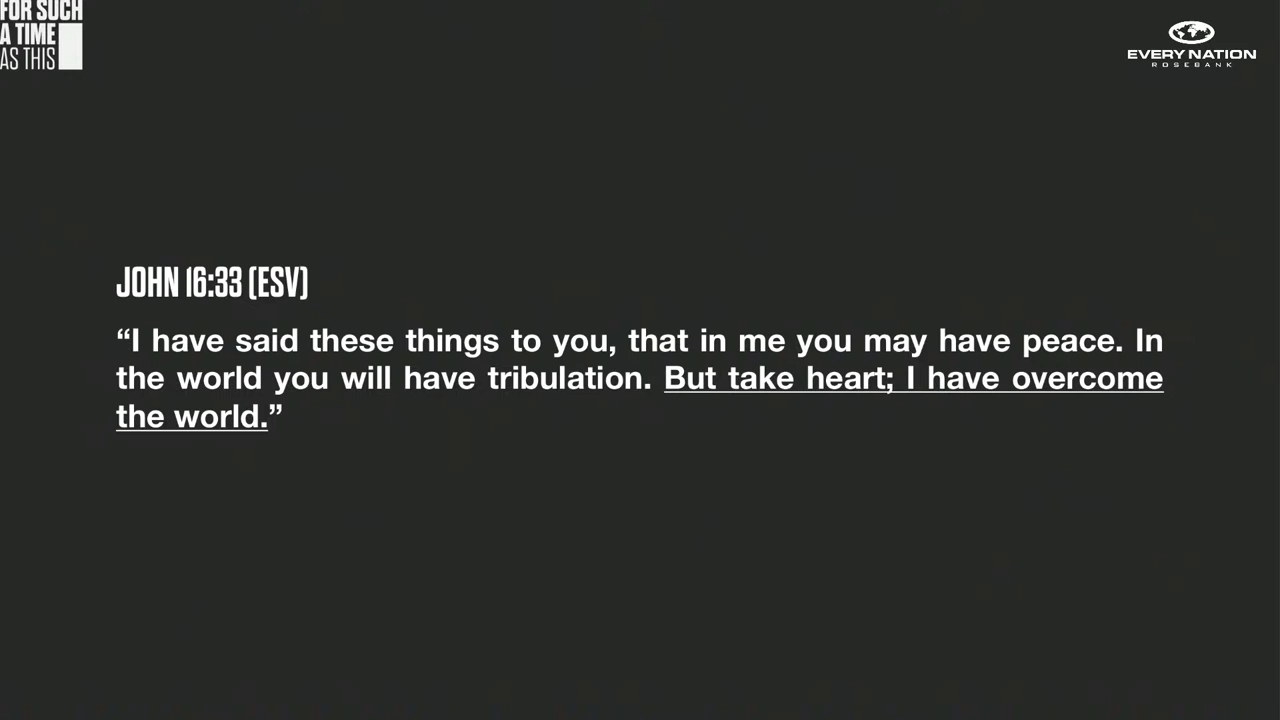 FOR SUCH
A TIME
AS THIS
EVERY NATION
ROSEBANK
JOHN 16:33 (ESV)
“I have said these things to you, that in me you may have peace. In
the world you will have tribulation. But take heart; I have overcome
the world.”